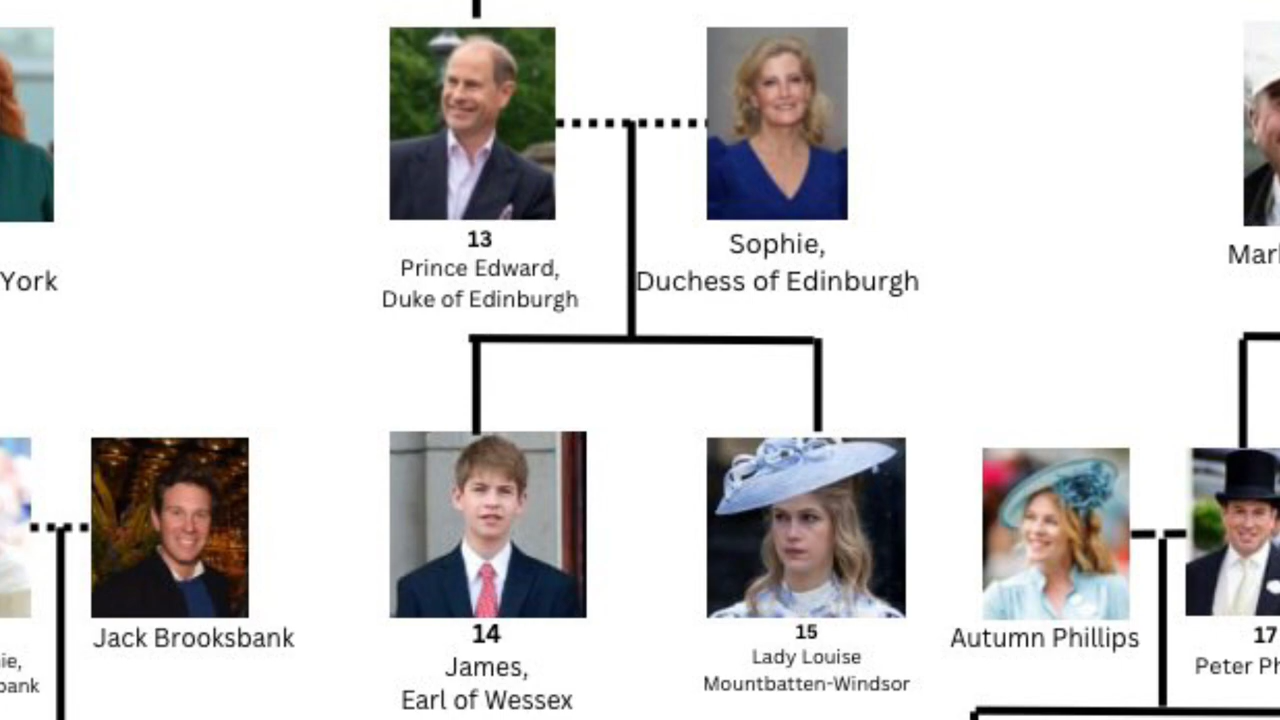 York
13
Prince Edward,
Duke of Edinburgh
Sophie,
Duchess of Edinburgh
Jack Brooksbank
14
James,
Earl of Wessex
15
Lady Louise
Mountbatten-Windsor
Autumn Phillips
17
Peter